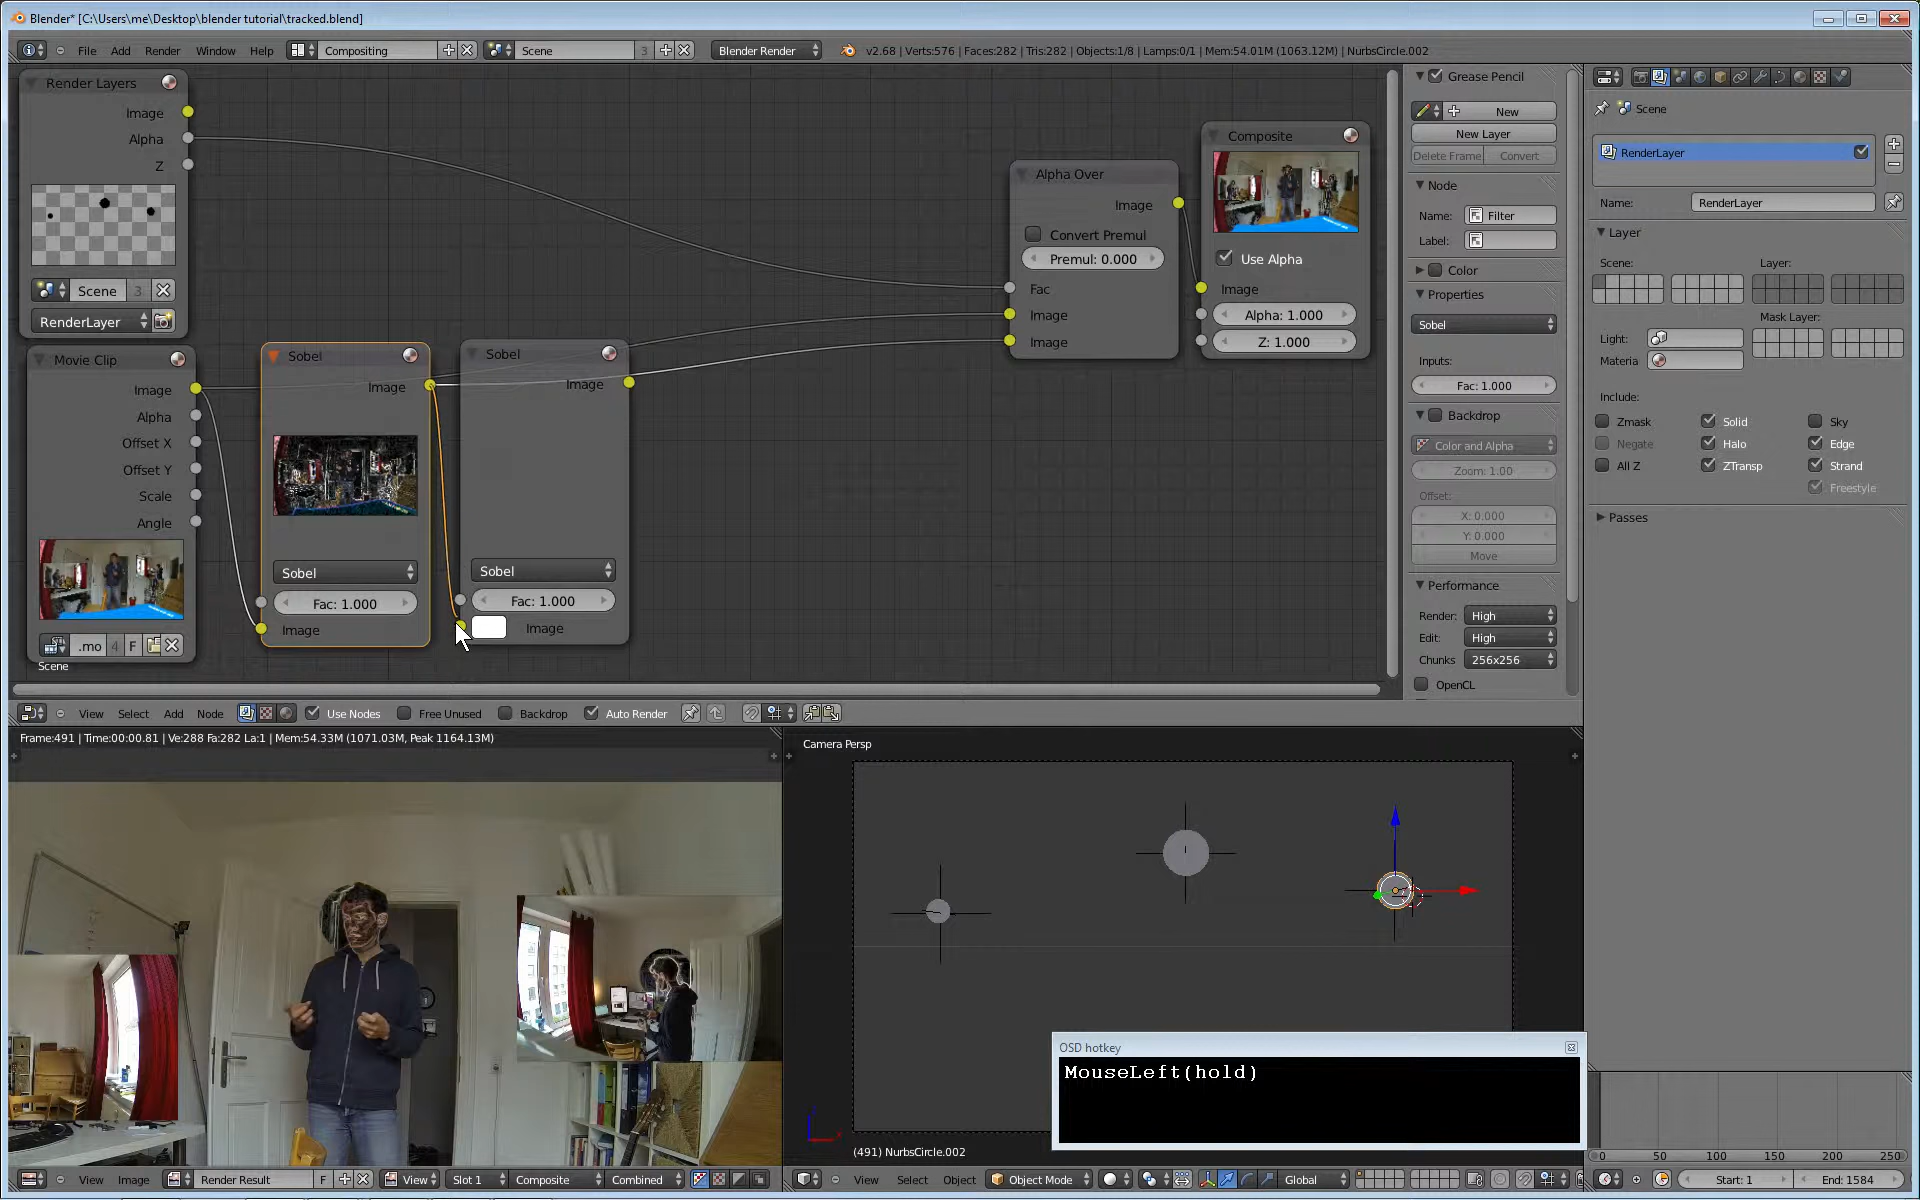 Blender* [C:\Users\me\Desktop\blender tutorial\tracked.blend]
File Add Render Window Help Compositing Scene 3 Blender Render v2.68 | Verts:576 | Faces:282 | Tris:282 | Objects:1/8 | Lamps:0/1 | Mem:54.01M (1063.12M) | NurbsCircle.002
Render Layers
Image
Alpha
Z
Scene 3
RenderLayer
Movie Clip
Image
Alpha
Offset X
Offset Y
Scale
Angle
.mo 4 F
Scene
Sobel
Image
Sobel
Fac: 1.000
Image
Sobel
Image
Sobel
Fac: 1.000
Image
Alpha Over
Image
Convert Premul
Premul: 0.000
Fac
Image
Image
Composite
Use Alpha
Image
Alpha: 1.000
Z: 1.000
Grease Pencil
New
New Layer
Delete Frame Convert
Node
Name: Filter
Label:
Color
Properties
Sobel
Inputs:
Fac: 1.000
Backdrop
Color and Alpha
Zoom: 1.00
Offset:
X: 0.000
Y: 0.000
Move
Performance
Render: High
Edit: High
Chunks 256x256
OpenCL
Scene
RenderLayer
Name: RenderLayer
Layer
Scene: Layer:
Mask Layer:
Light:
Materia
Include:
Zmask Solid Sky
Negate Halo Edge
All Z ZTransp Strand
Freestyle
Passes
View Select Add Node Use Nodes Free Unused Backdrop Auto Render
Frame:491 | Time:00:00.81 | Ve:288 Fa:282 La:1 | Mem:54.33M (1071.03M, Peak 1164.13M)
Camera Persp
(491) NurbsCircle.002
OSD hotkey
MouseLeft(hold)
0 50 100 150 200 250
View Image Render Result F View Slot 1 Composite Combined
View Select Object Object Mode Global
Start: 1 End: 1584